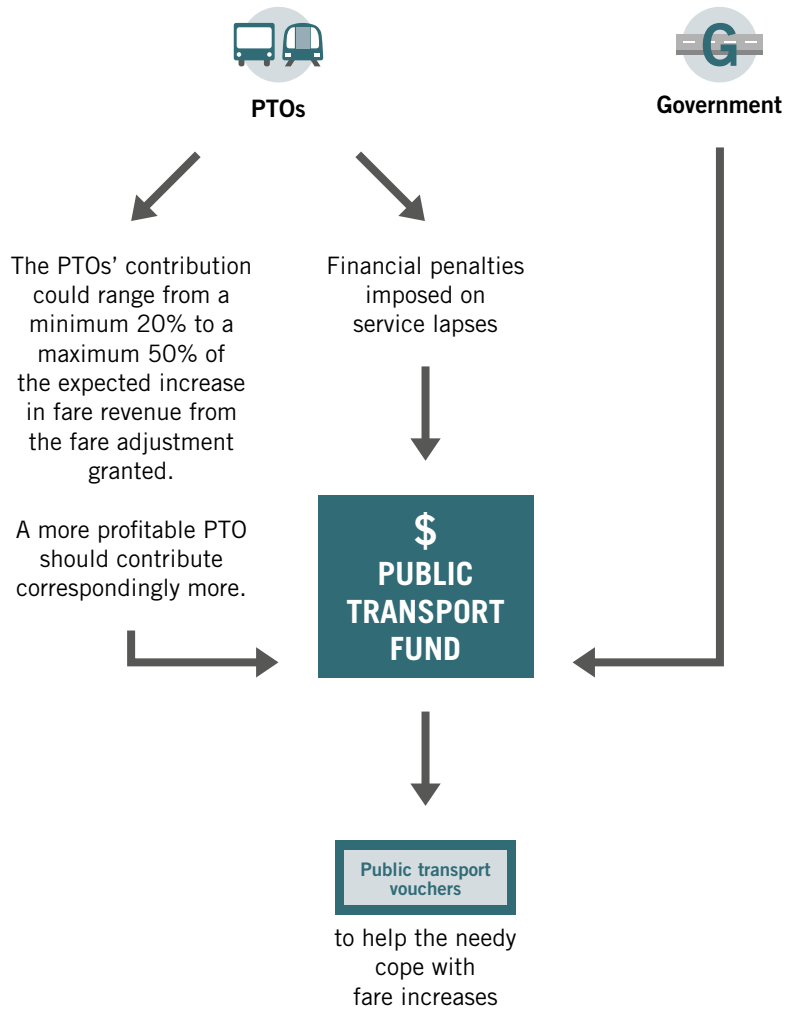 G
PTOs
Government
The PTOs’ contribution
could range from a
minimum 20% to a
maximum 50% of
the expected increase
in fare revenue from
the fare adjustment
granted.
A more profitable PTO
should contribute
correspondingly more.
Financial penalties
imposed on
service lapses
$
PUBLIC
TRANSPORT
FUND
Public transport
vouchers
to help the needy
cope with
fare increases